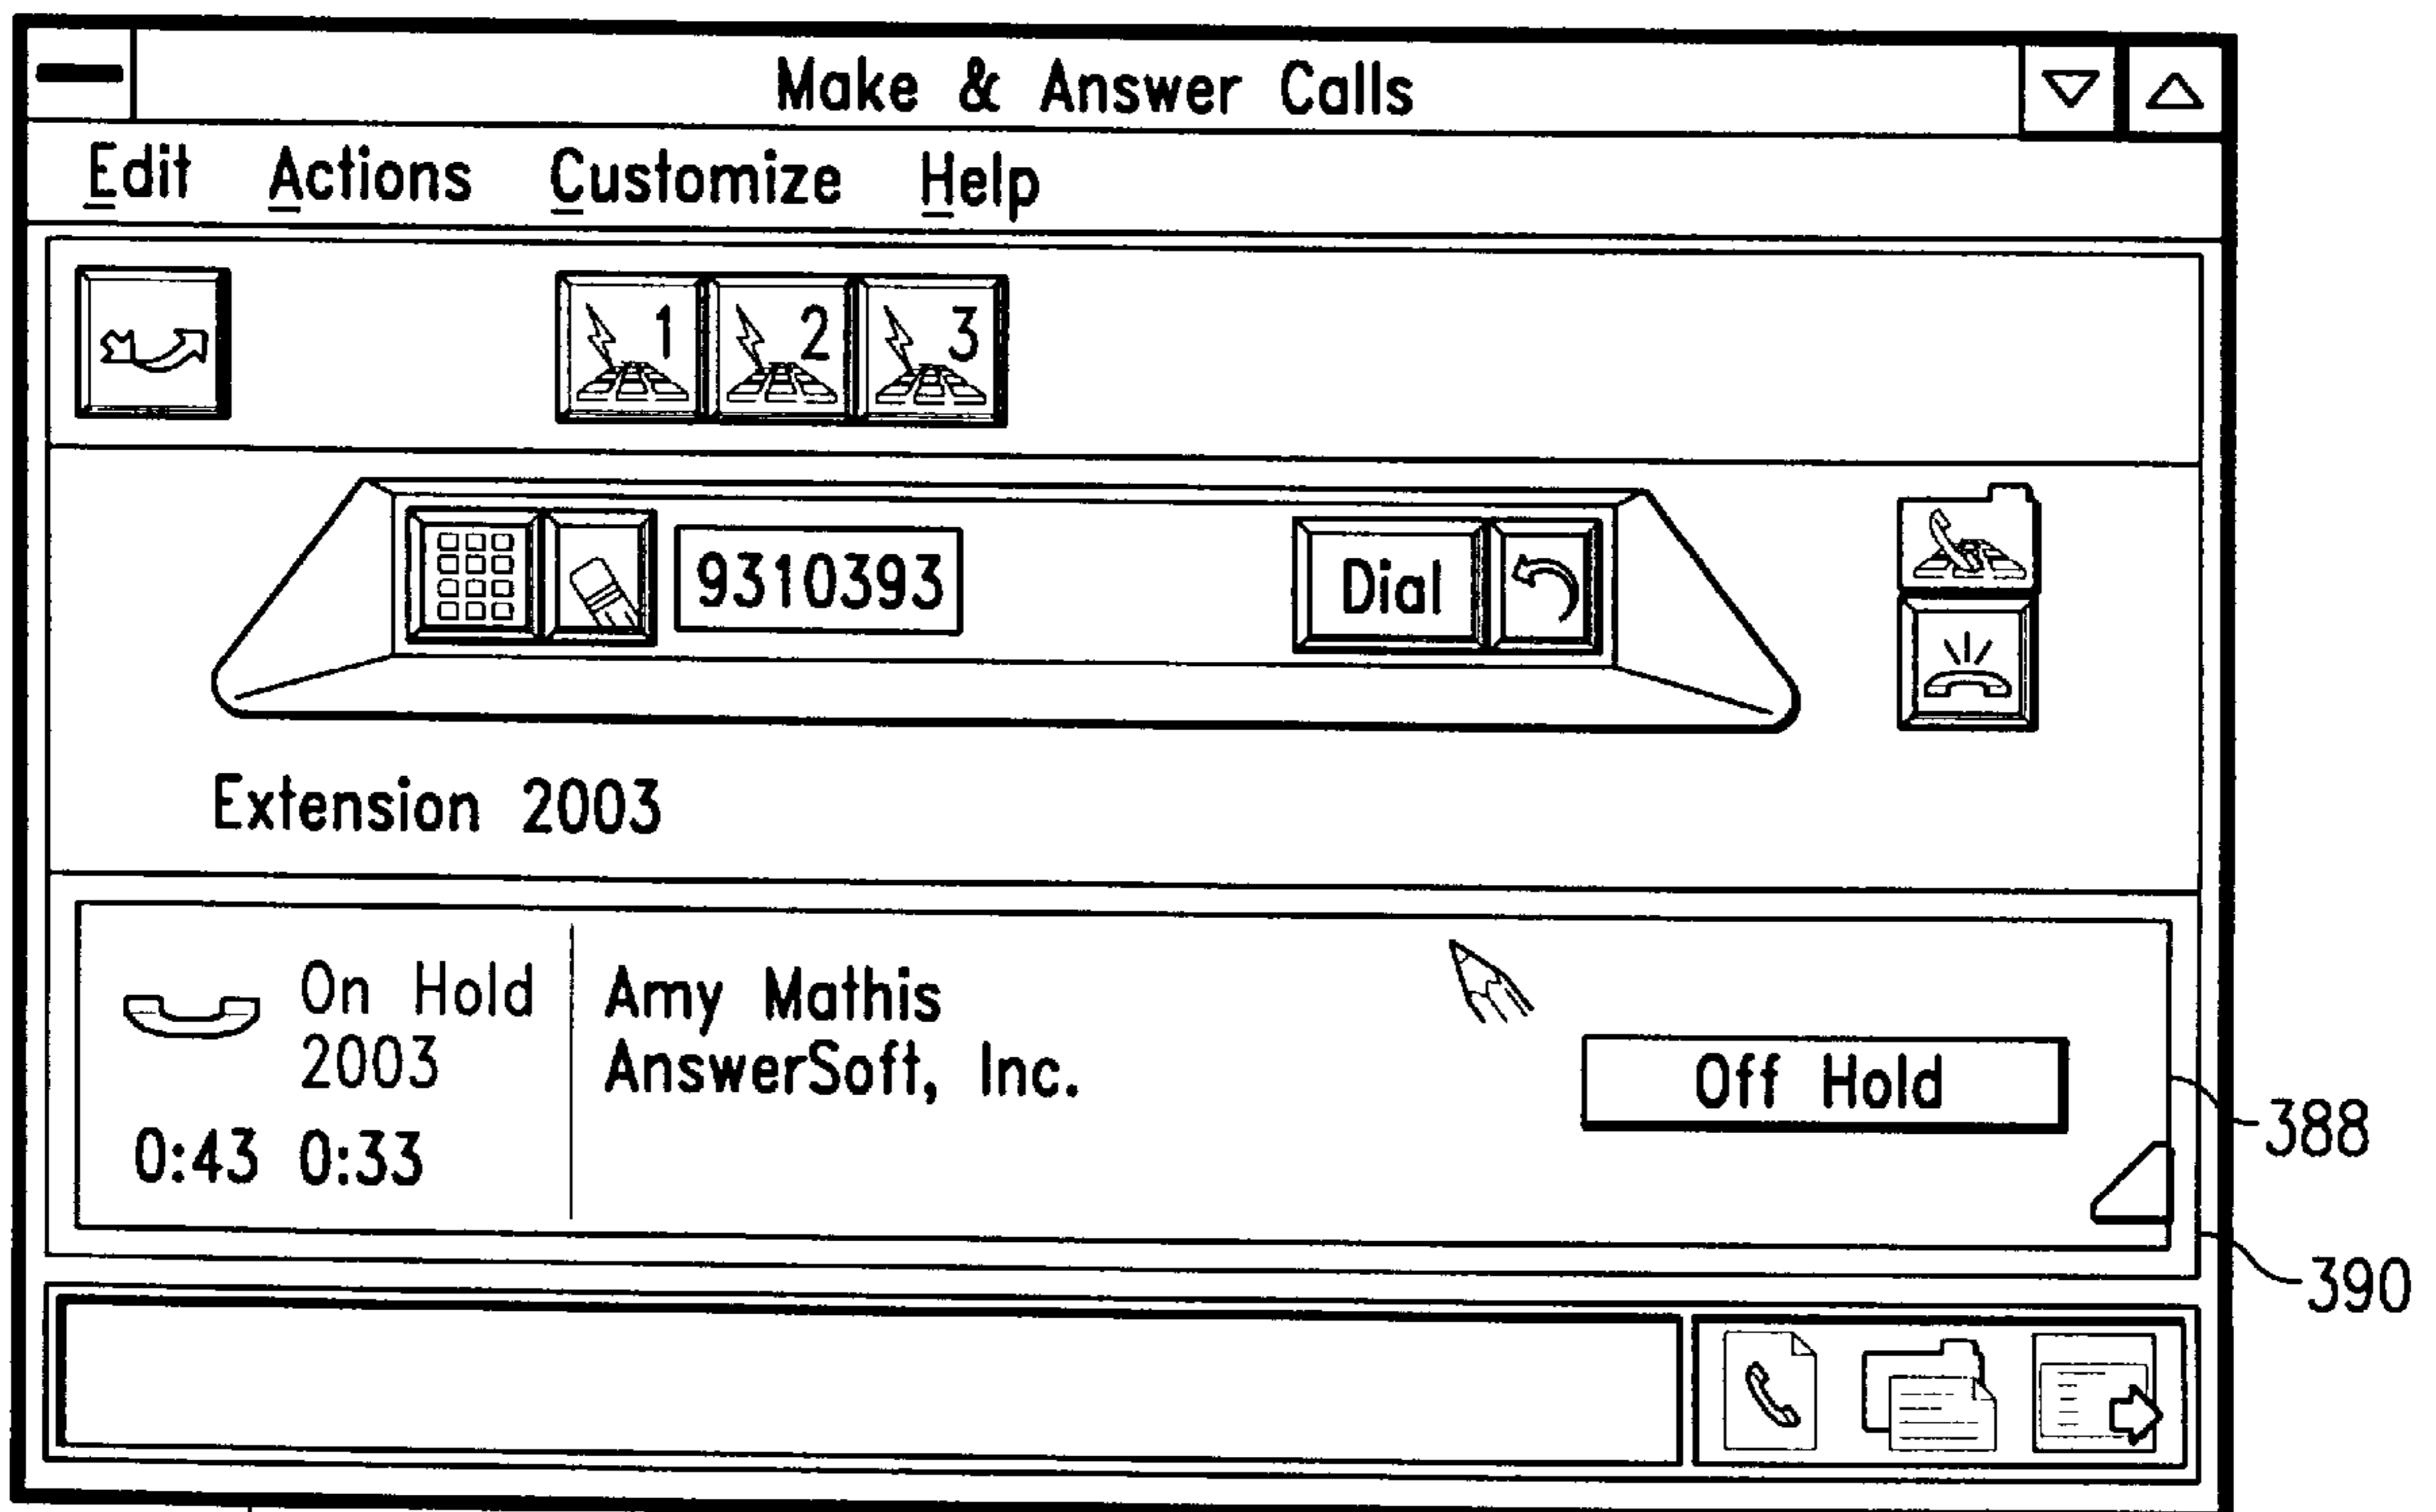 Make & Answer Calls
Edit Actions Customize Help
1 2 3
9310393 Dial
Extension 2003
On Hold
2003
0:43 0:33
Amy Mathis
AnswerSoft, Inc.
Off Hold
388
390